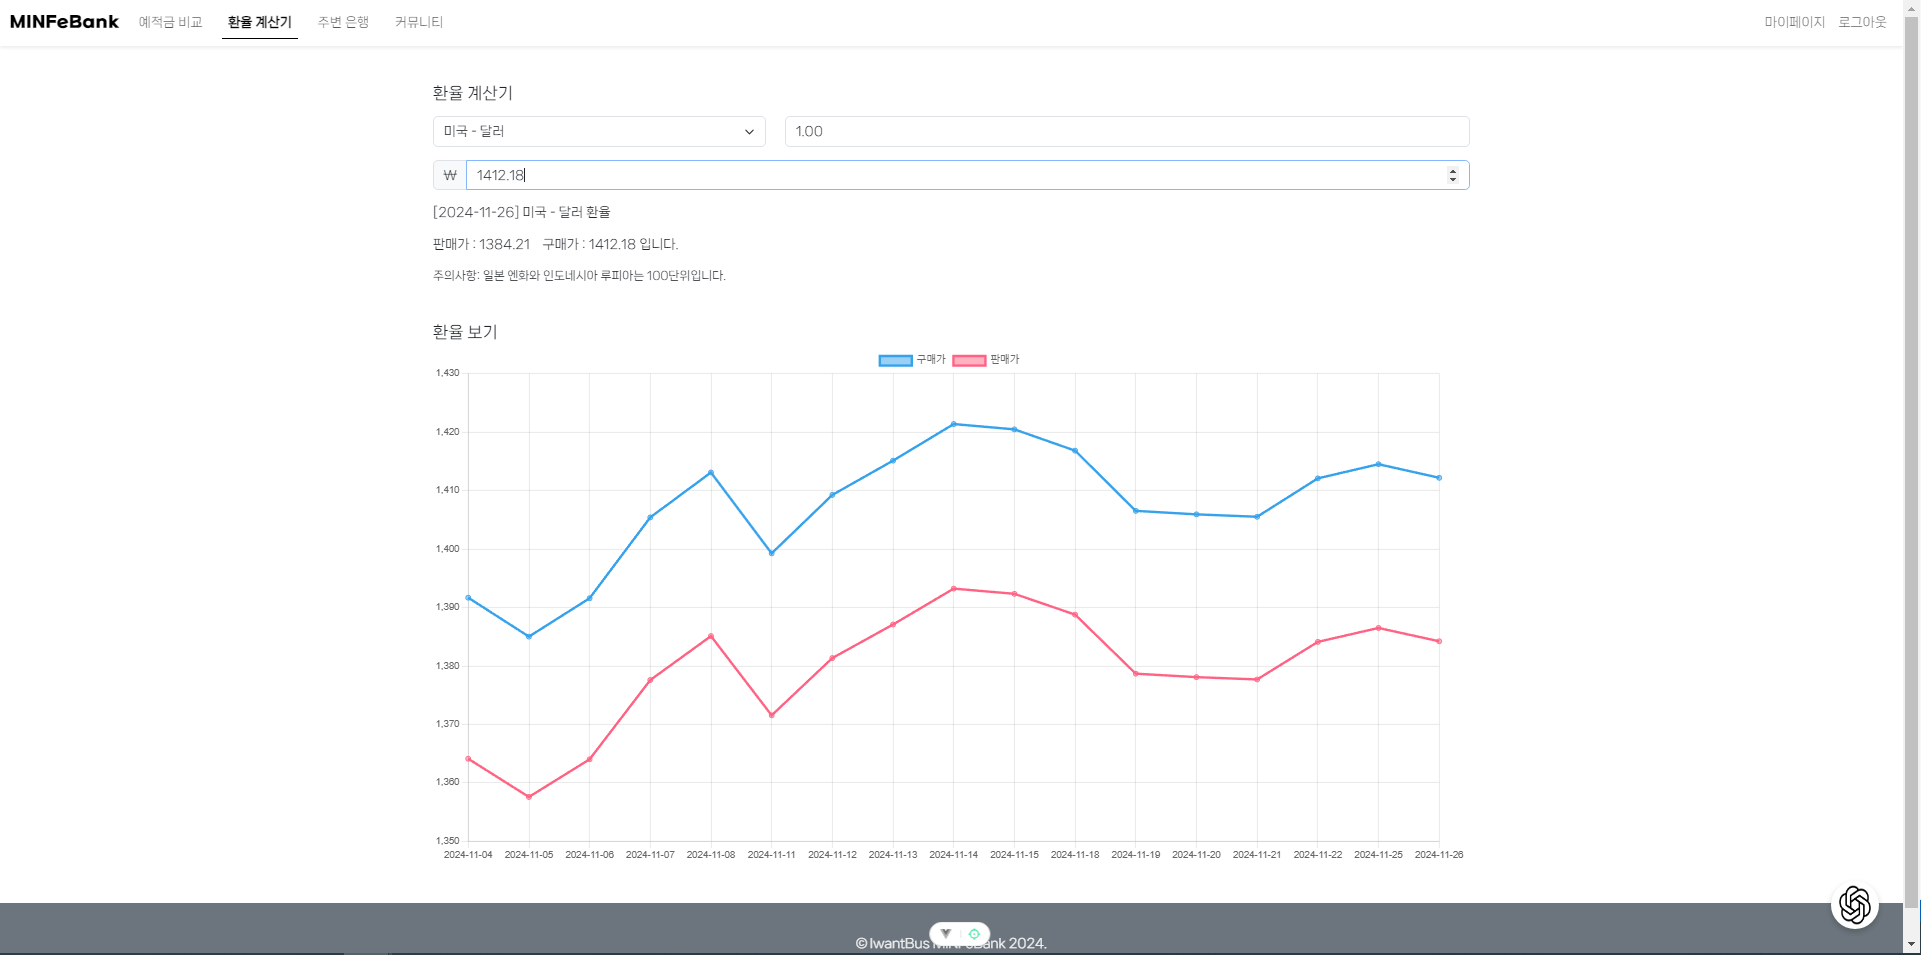 MINFeBank 예적금 비교 환율 계산기 주변 은행 커뮤니티 마이페이지 로그아웃
환율 계산기
미국 - 달러 1.00
₩ 1412.18
[2024-11-26] 미국 - 달러 환율
판매가 : 1384.21 구매가 : 1412.18 입니다.
주의사항: 일본 엔화와 인도네시아 루피아는 100단위입니다.
환율 보기
구매가 판매가
1,430
1,420
1,410
1,400
1,390
1,380
1,370
1,360
1,350
2024-11-04 2024-11-05 2024-11-06 2024-11-07 2024-11-08 2024-11-11 2024-11-12 2024-11-13 2024-11-14 2024-11-15 2024-11-18 2024-11-19 2024-11-20 2024-11-21 2024-11-22 2024-11-25 2024-11-26
© IwantBus MINFeBank 2024.